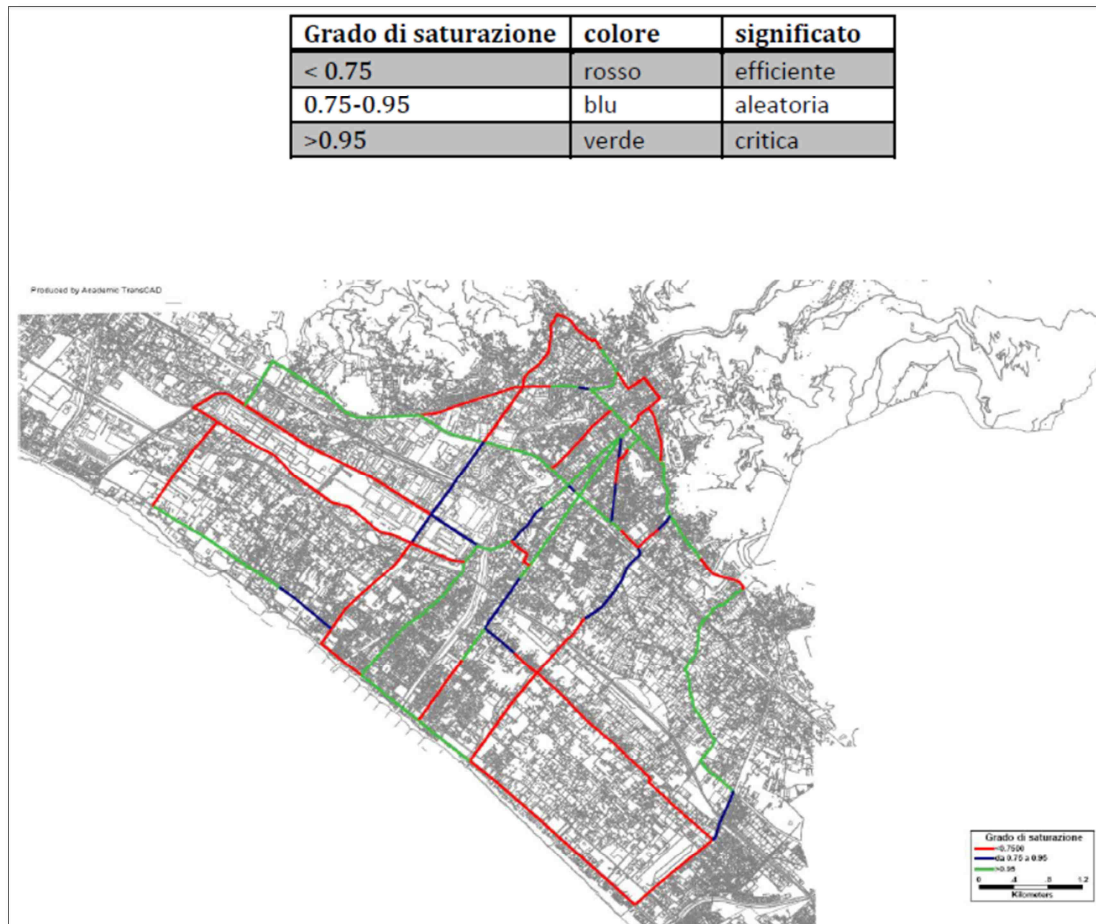 Grado di saturazione colore significato
< 0.75 rosso efficiente
0.75-0.95 blu aleatoria
>0.95 verde critica
Produced by Academic TransCAD
Grado di saturazione
<0.7500
da 0.75 a 0.95
>0.95
0 .4 .8 1.2
Kilometers